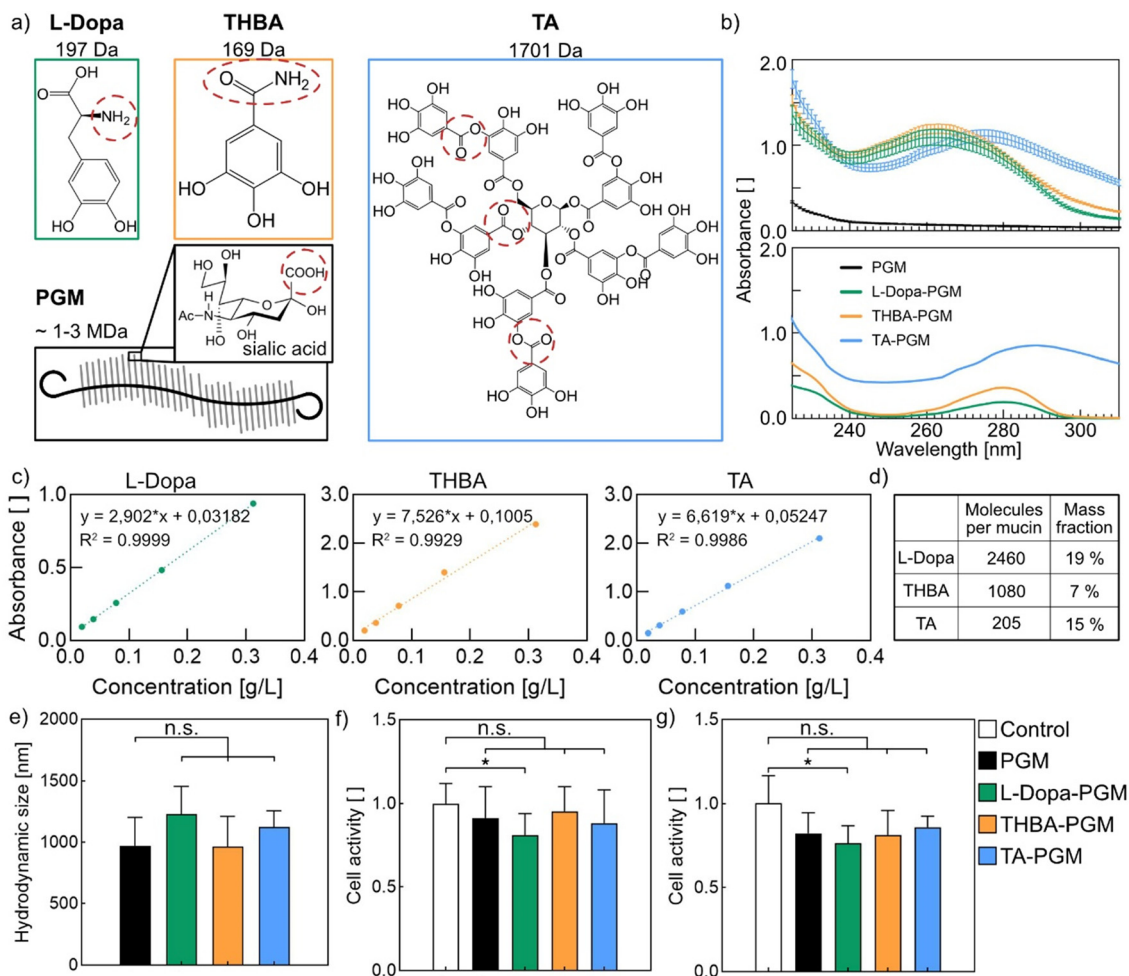 a)
L-Dopa
197 Da
THBA
169 Da
TA
1701 Da
OH
O
NH₂
HO
OH
O
NH₂
HO
OH
OH
PGM
~ 1-3 MDa
HO
HO
OH
COOH
H
N
Ac
HO
OH
O
OH
sialic acid
b)
Absorbance [ ]
2.0
1.0
0.0
2.0
1.0
0.0
PGM
L-Dopa-PGM
THBA-PGM
TA-PGM
240
260
280
300
Wavelength [nm]
c)
L-Dopa
y = 2,902*x + 0,03182
R² = 0.9999
Absorbance [ ]
1.0
0.5
0.0
0.0 0.1 0.2 0.3 0.4
Concentration [g/L]
THBA
y = 7,526*x + 0,1005
R² = 0.9929
3.0
2.0
1.0
0.0
0.0 0.1 0.2 0.3 0.4
Concentration [g/L]
TA
y = 6,619*x + 0,05247
R² = 0.9986
3.0
2.0
1.0
0.0
0.0 0.1 0.2 0.3 0.4
Concentration [g/L]
d)
Molecules per mucin
Mass fraction
L-Dopa 2460 19 %
THBA 1080 7 %
TA 205 15 %
e)
Hydrodynamic size [nm]
2000
1500
1000
500
0
n.s.
f)
Cell activity [ ]
1.5
1.0
0.5
0.0
n.s.
*
g)
Cell activity [ ]
1.5
1.0
0.5
0.0
n.s.
*
Control
PGM
L-Dopa-PGM
THBA-PGM
TA-PGM